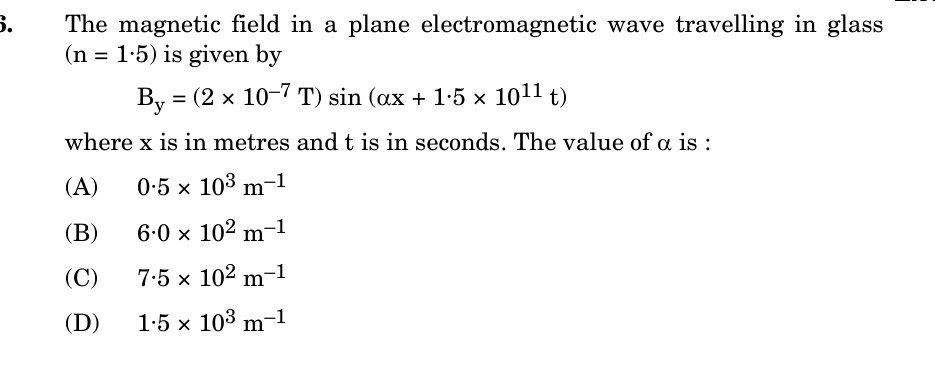 6. The magnetic field in a plane electromagnetic wave travelling in glass
(n = 1·5) is given by
B_y = (2 × 10⁻⁷ T) sin (αx + 1·5 × 10¹¹ t)
where x is in metres and t is in seconds. The value of α is :
(A) 0·5 × 10³ m⁻¹
(B) 6·0 × 10² m⁻¹
(C) 7·5 × 10² m⁻¹
(D) 1·5 × 10³ m⁻¹